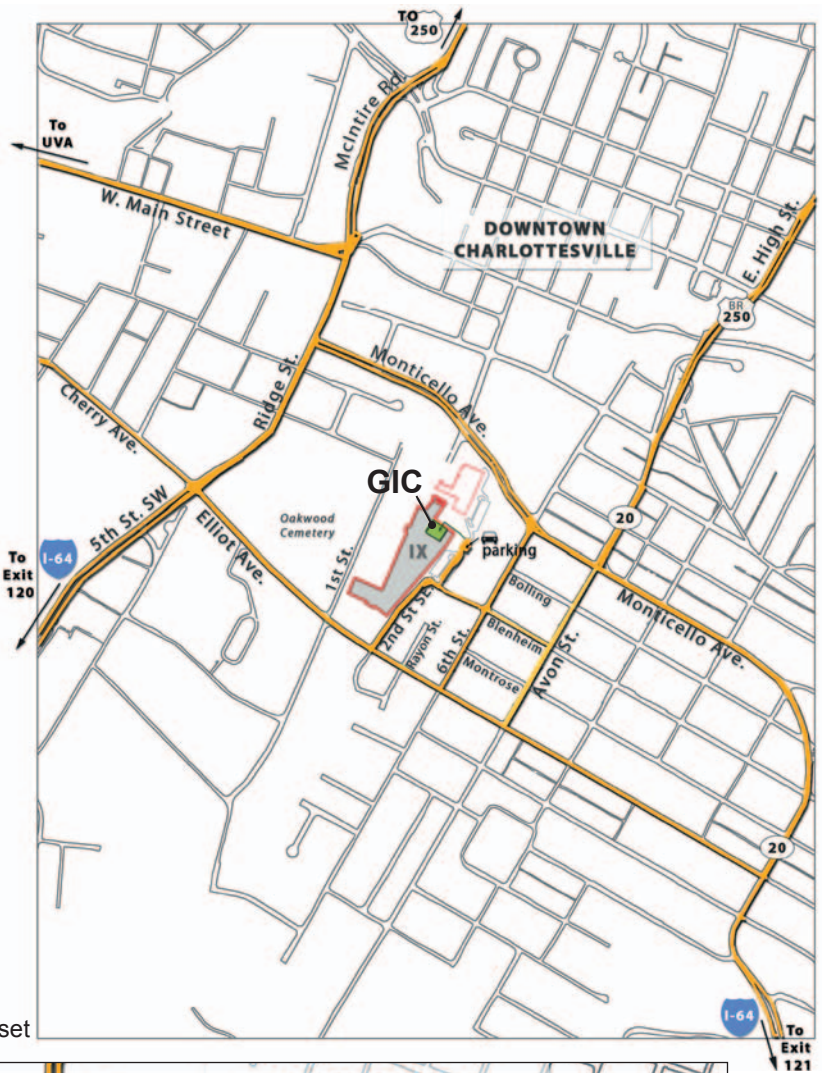 TO
250
McIntire Rd.
To
UVA
W. Main Street
DOWNTOWN
CHARLOTTESVILLE
E. High St.
BR
250
Monticello Ave.
Ridge St.
Cherry Ave.
GIC
5th St. SW
Oakwood
Cemetery
20
I-64
To
Exit
120
Elliot Ave.
1st St.
IX
parking
Bolling
Monticello Ave.
2nd St SE
Rayon St.
6th St.
Blenheim
Montrose
Avon St.
20
set
I-64
To
Exit
121